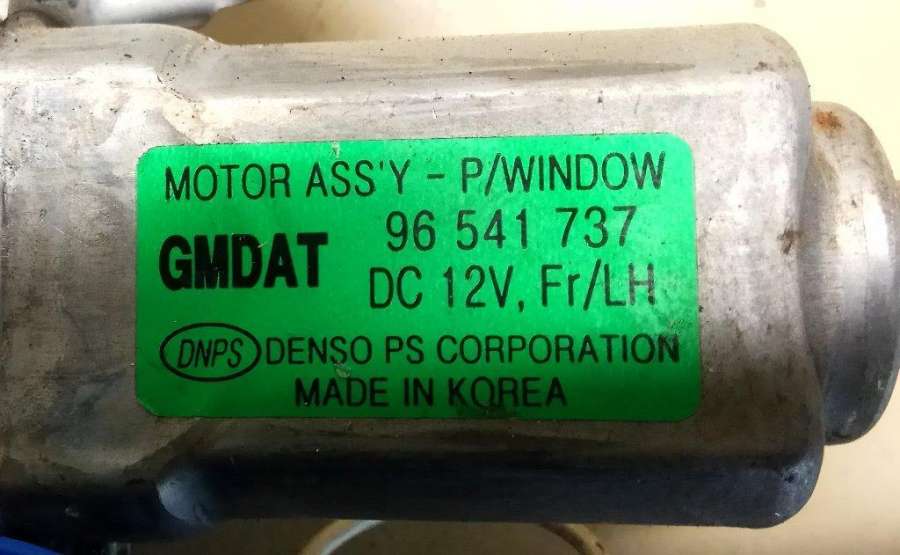 MOTOR ASS'Y - P/WINDOW
GMDAT 96 541 737
DC 12V, Fr/LH
DNPS DENSO PS CORPORATION
MADE IN KOREA